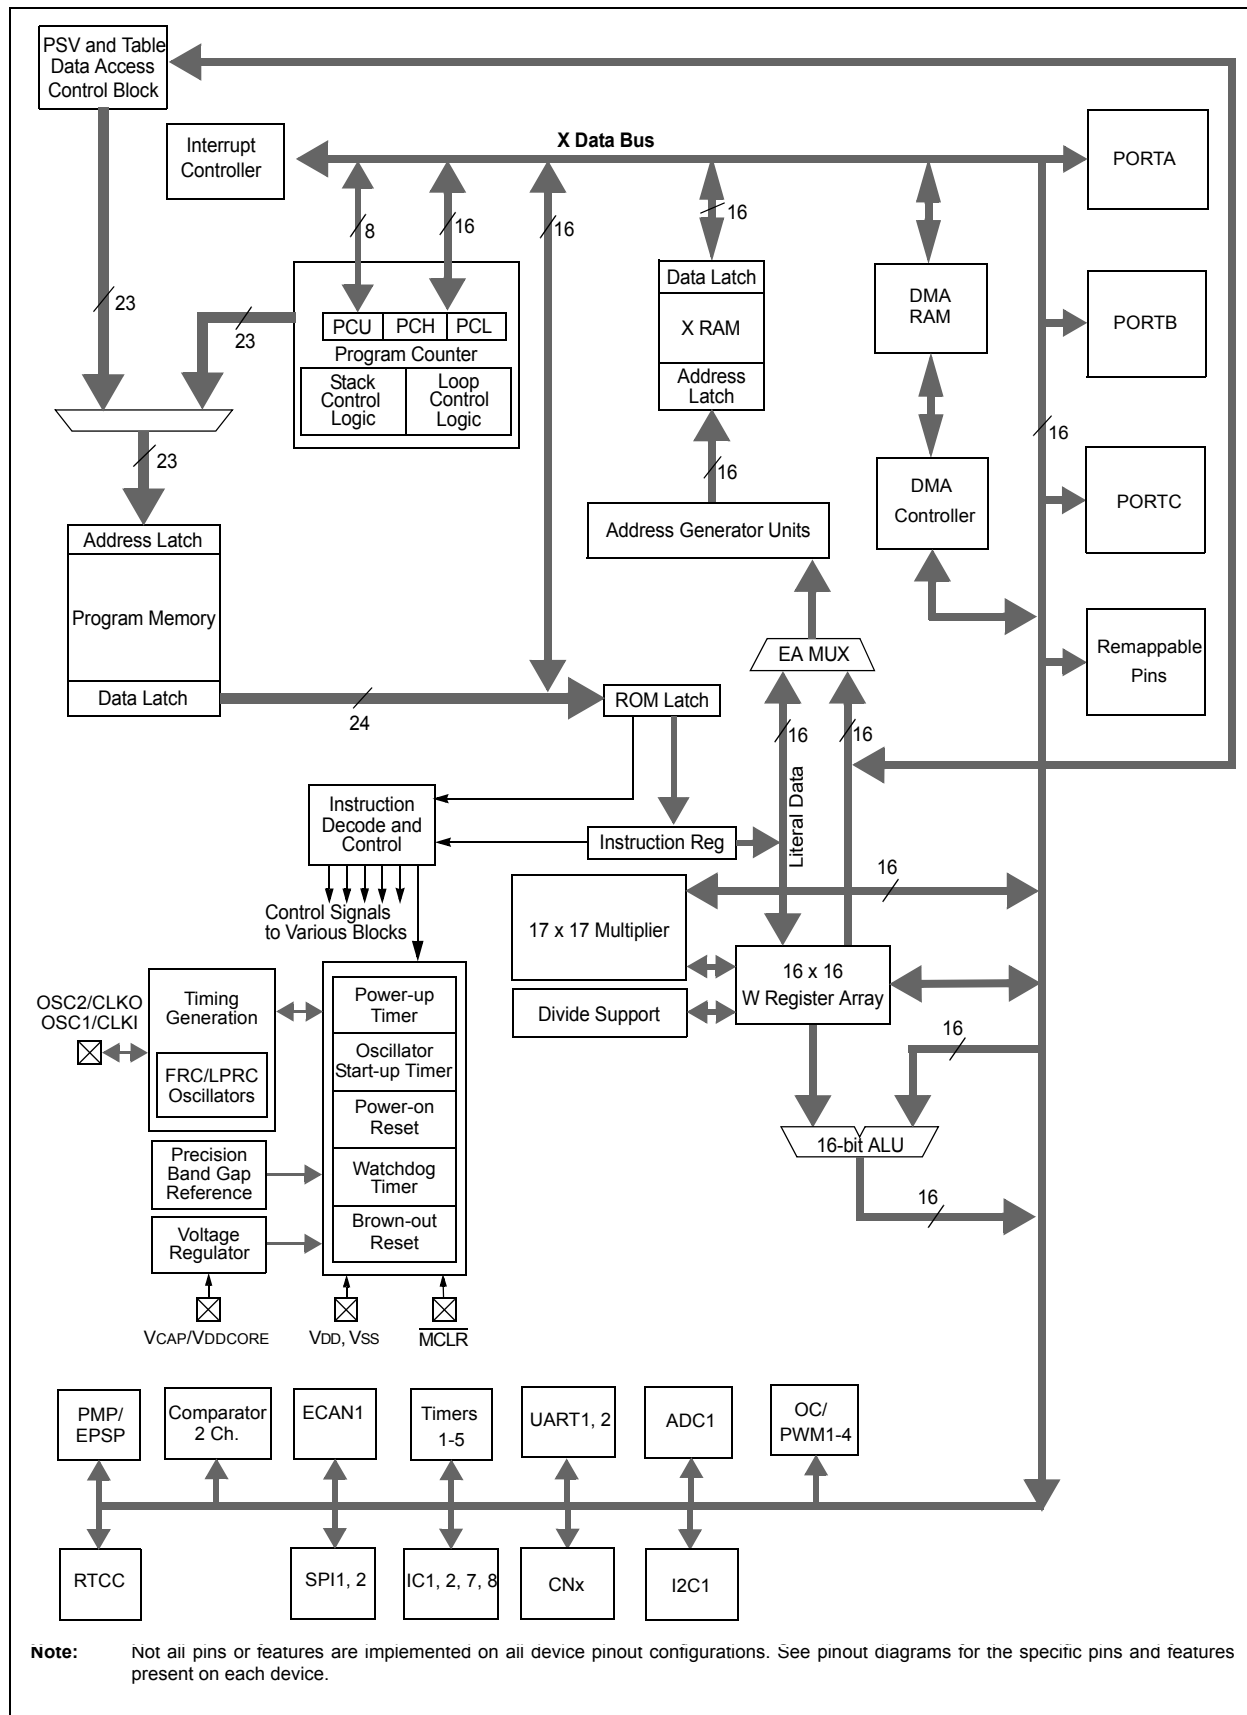 PSV and Table
Data Access
Control Block
Interrupt
Controller
X Data Bus
PORTA
8
16
16
16
Data Latch
X RAM
Address
Latch
DMA
RAM
PORTB
23
23
PCU
PCH
PCL
Program Counter
Stack
Control
Logic
Loop
Control
Logic
23
16
16
DMA
Controller
PORTC
Address Latch
Program Memory
Data Latch
Address Generator Units
EA MUX
Remappable
Pins
24
ROM Latch
16
16
Literal Data
Instruction
Decode and
Control
Instruction Reg
Control Signals
to Various Blocks
17 x 17 Multiplier
16
16 x 16
W Register Array
Divide Support
OSC2/CLKO
OSC1/CLKI
Timing
Generation
FRC/LPRC
Oscillators
Power-up
Timer
Oscillator
Start-up Timer
Power-on
Reset
Watchdog
Timer
Brown-out
Reset
16
16-bit ALU
16
Precision
Band Gap
Reference
Voltage
Regulator
VCAP/VDDCORE
VDD, VSS
MCLR
PMP/
EPSP
Comparator
2 Ch.
ECAN1
Timers
1-5
UART1, 2
ADC1
OC/
PWM1-4
RTCC
SPI1, 2
IC1, 2, 7, 8
CNx
I2C1
Note: Not all pins or features are implemented on all device pinout configurations. See pinout diagrams for the specific pins and features
present on each device.